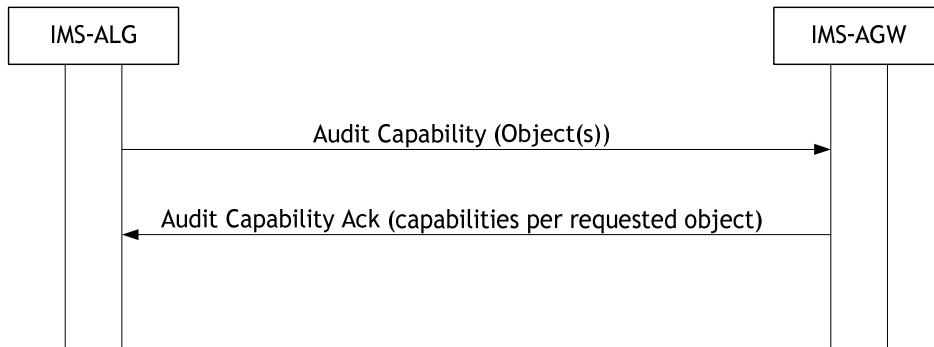 IMS-ALG
IMS-AGW
Audit Capability (Object(s))
Audit Capability Ack (capabilities per requested object)